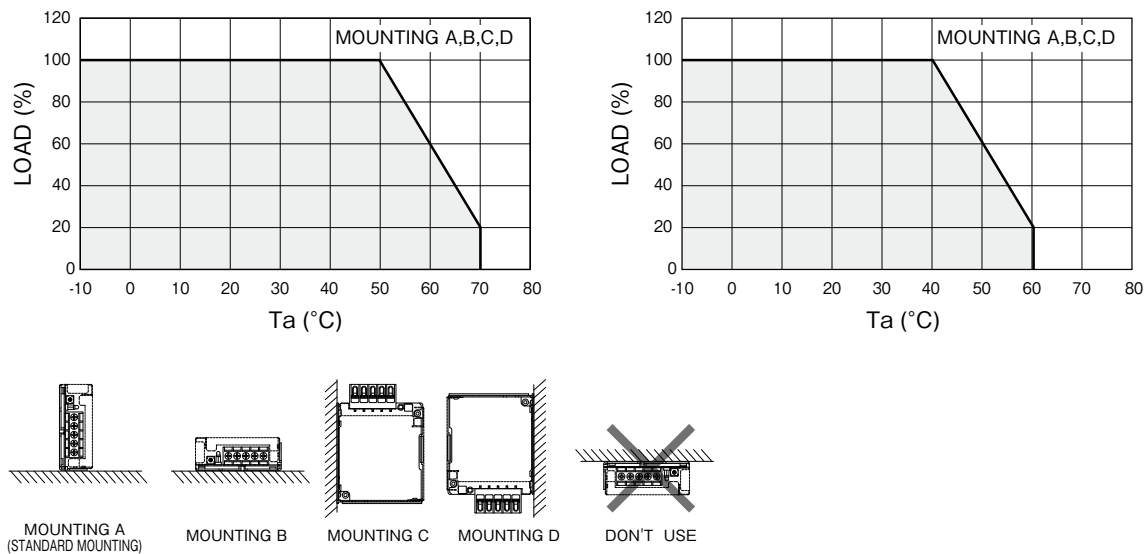 120
100
80
60
40
20
0
LOAD (%)
MOUNTING A,B,C,D
-10 0 10 20 30 40 50 60 70 80
Ta (°C)
120
100
80
60
40
20
0
LOAD (%)
MOUNTING A,B,C,D
-10 0 10 20 30 40 50 60 70 80
Ta (°C)
MOUNTING A
(STANDARD MOUNTING)
MOUNTING B
MOUNTING C
MOUNTING D
DON'T USE